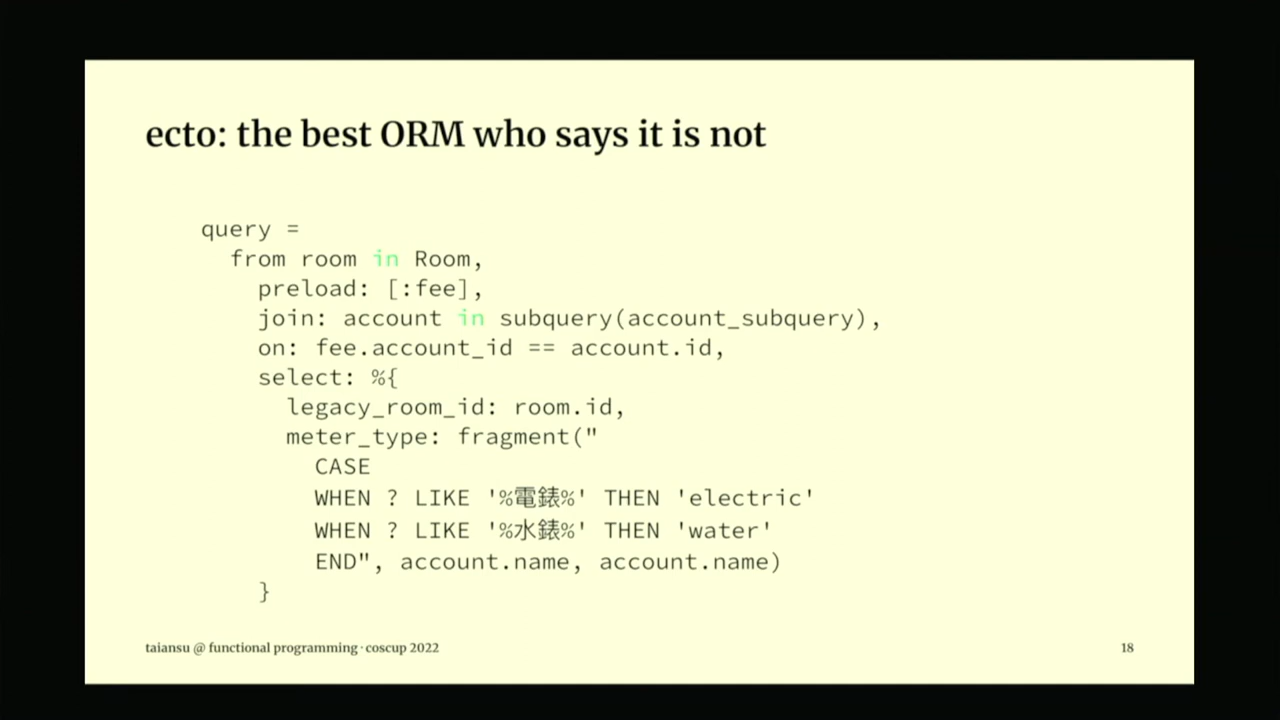 ecto: the best ORM who says it is not
query =
from room in Room,
preload: [:fee],
join: account in subquery(account_subquery),
on: fee.account_id == account.id,
select: %{
legacy_room_id: room.id,
meter_type: fragment("
CASE
WHEN ? LIKE '%電錶%' THEN 'electric'
WHEN ? LIKE '%水錶%' THEN 'water'
END", account.name, account.name)
}
taiansu @ functional programming · coscup 2022
18